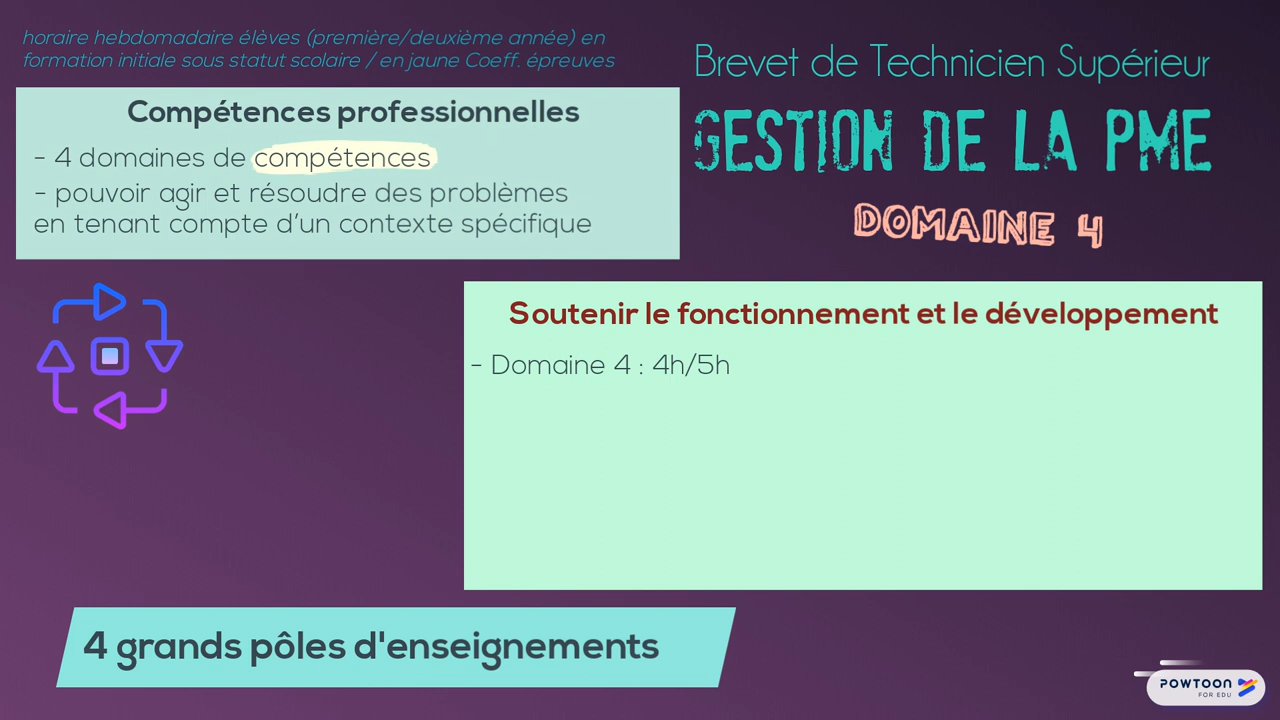 horaire hebdomadaire élèves (première/deuxième année) en
formation initiale sous statut scolaire / en jaune Coeff. épreuves
Brevet de Technicien Supérieur
GESTION DE LA PME
DOMAINE 4
Compétences professionnelles
- 4 domaines de compétences
- pouvoir agir et résoudre des problèmes
en tenant compte d'un contexte spécifique
Soutenir le fonctionnement et le développement
- Domaine 4 : 4h/5h
4 grands pôles d'enseignements
POWTOON
FOR EDU